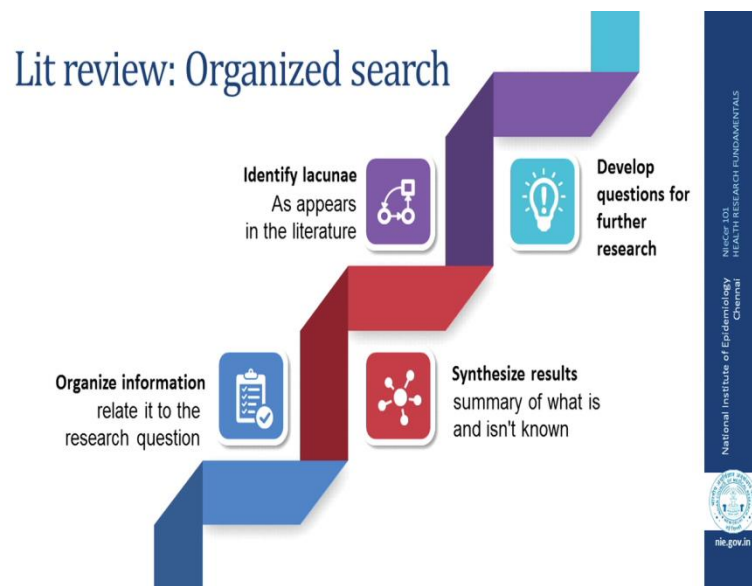 Lit review: Organized search
Identify lacunae
As appears
in the literature
Develop
questions for
further
research
Organize information
relate it to the
research question
Synthesize results
summary of what is
and isn't known
NIeCer 101
HEALTH RESEARCH FUNDAMENTALS
National Institute of Epidemiology
Chennai
nie.gov.in